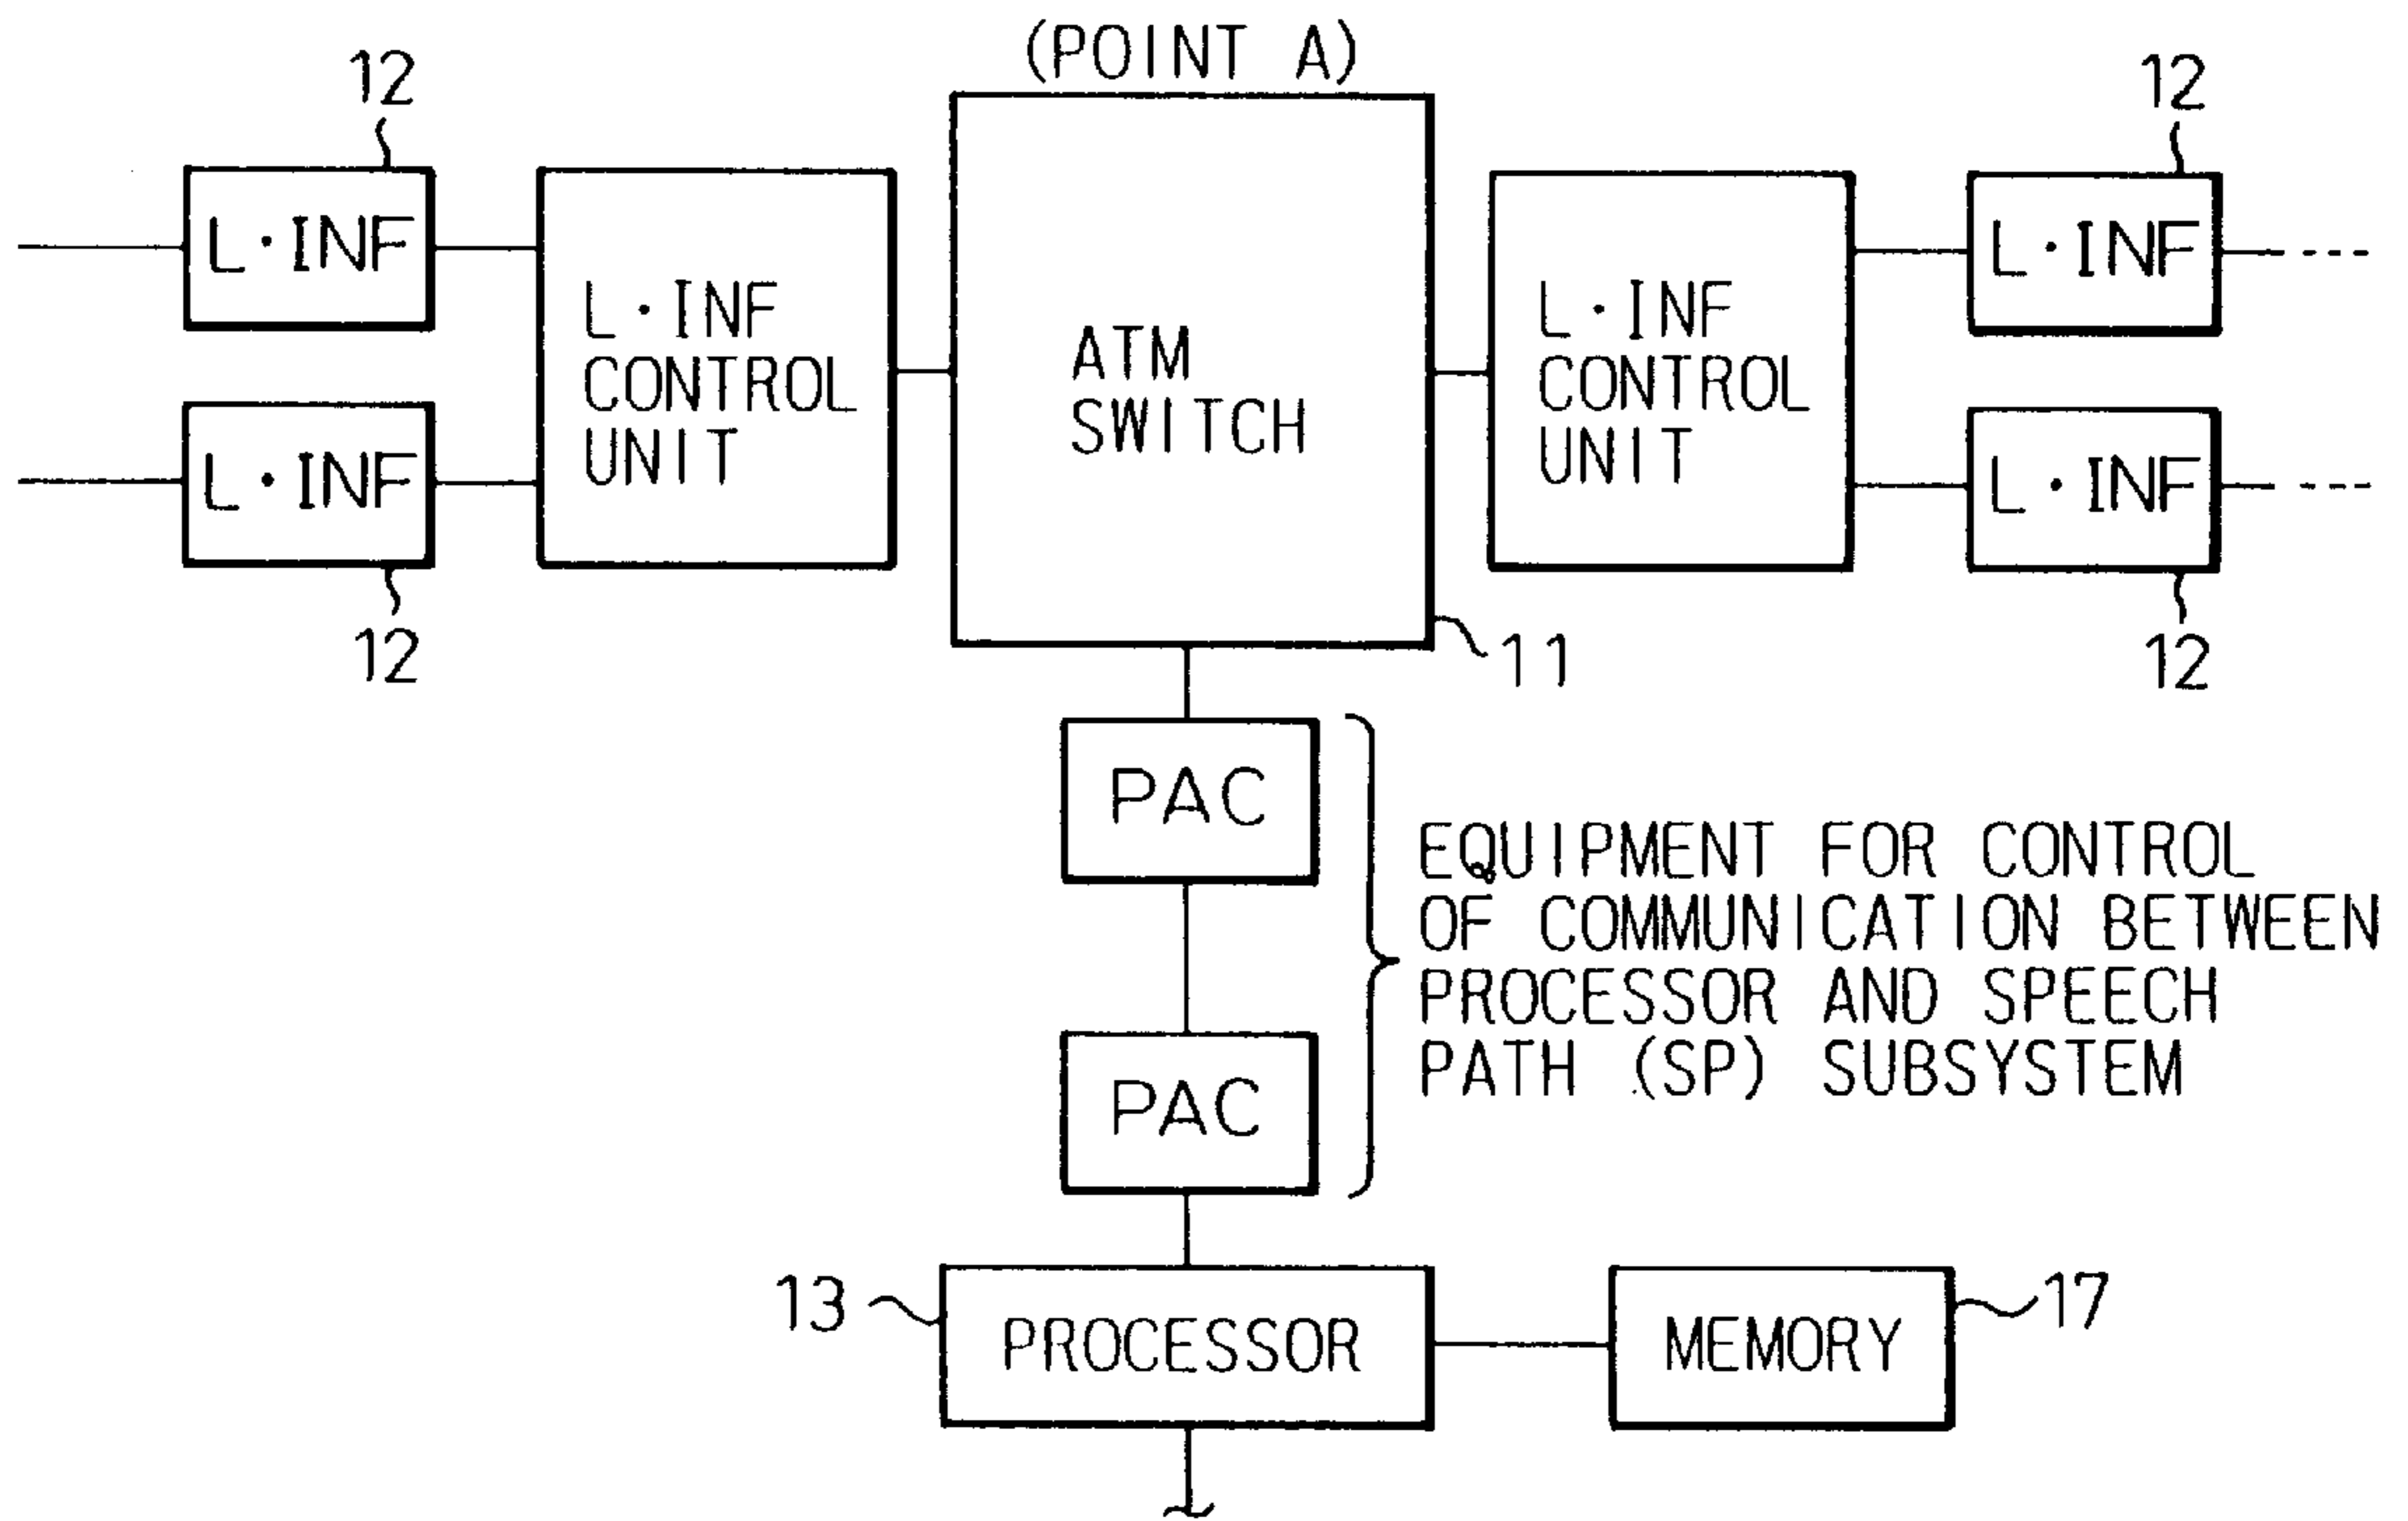 (POINT A)
12
12
L·INF
L·INF
L·INF
CONTROL
UNIT
ATM
SWITCH
L·INF
CONTROL
UNIT
L·INF
L·INF
12
12
11
PAC
PAC
EQUIPMENT FOR CONTROL
OF COMMUNICATION BETWEEN
PROCESSOR AND SPEECH
PATH (SP) SUBSYSTEM
13
PROCESSOR
MEMORY
17